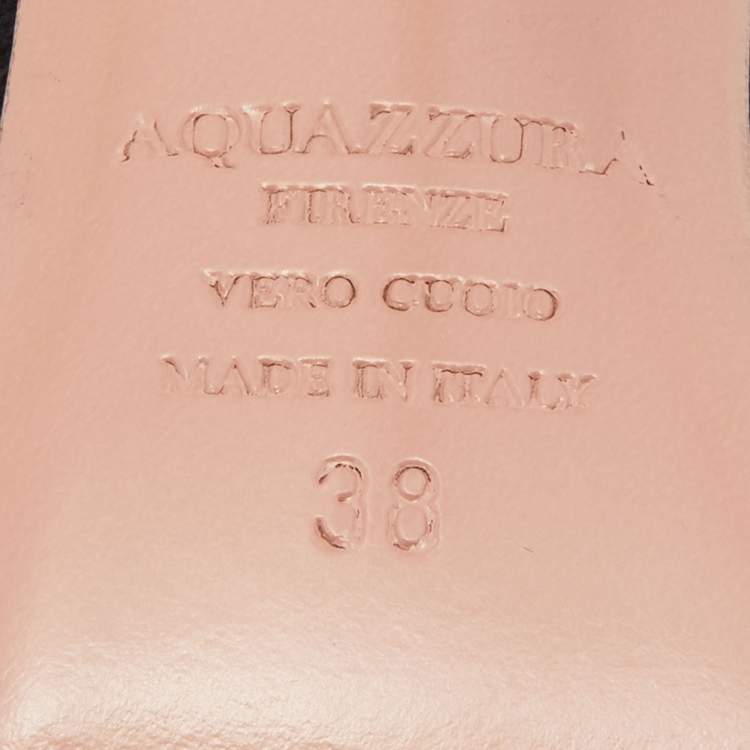 AQUAZZURA
FIRENZE
VERO CUOIO
MADE IN ITALY
38